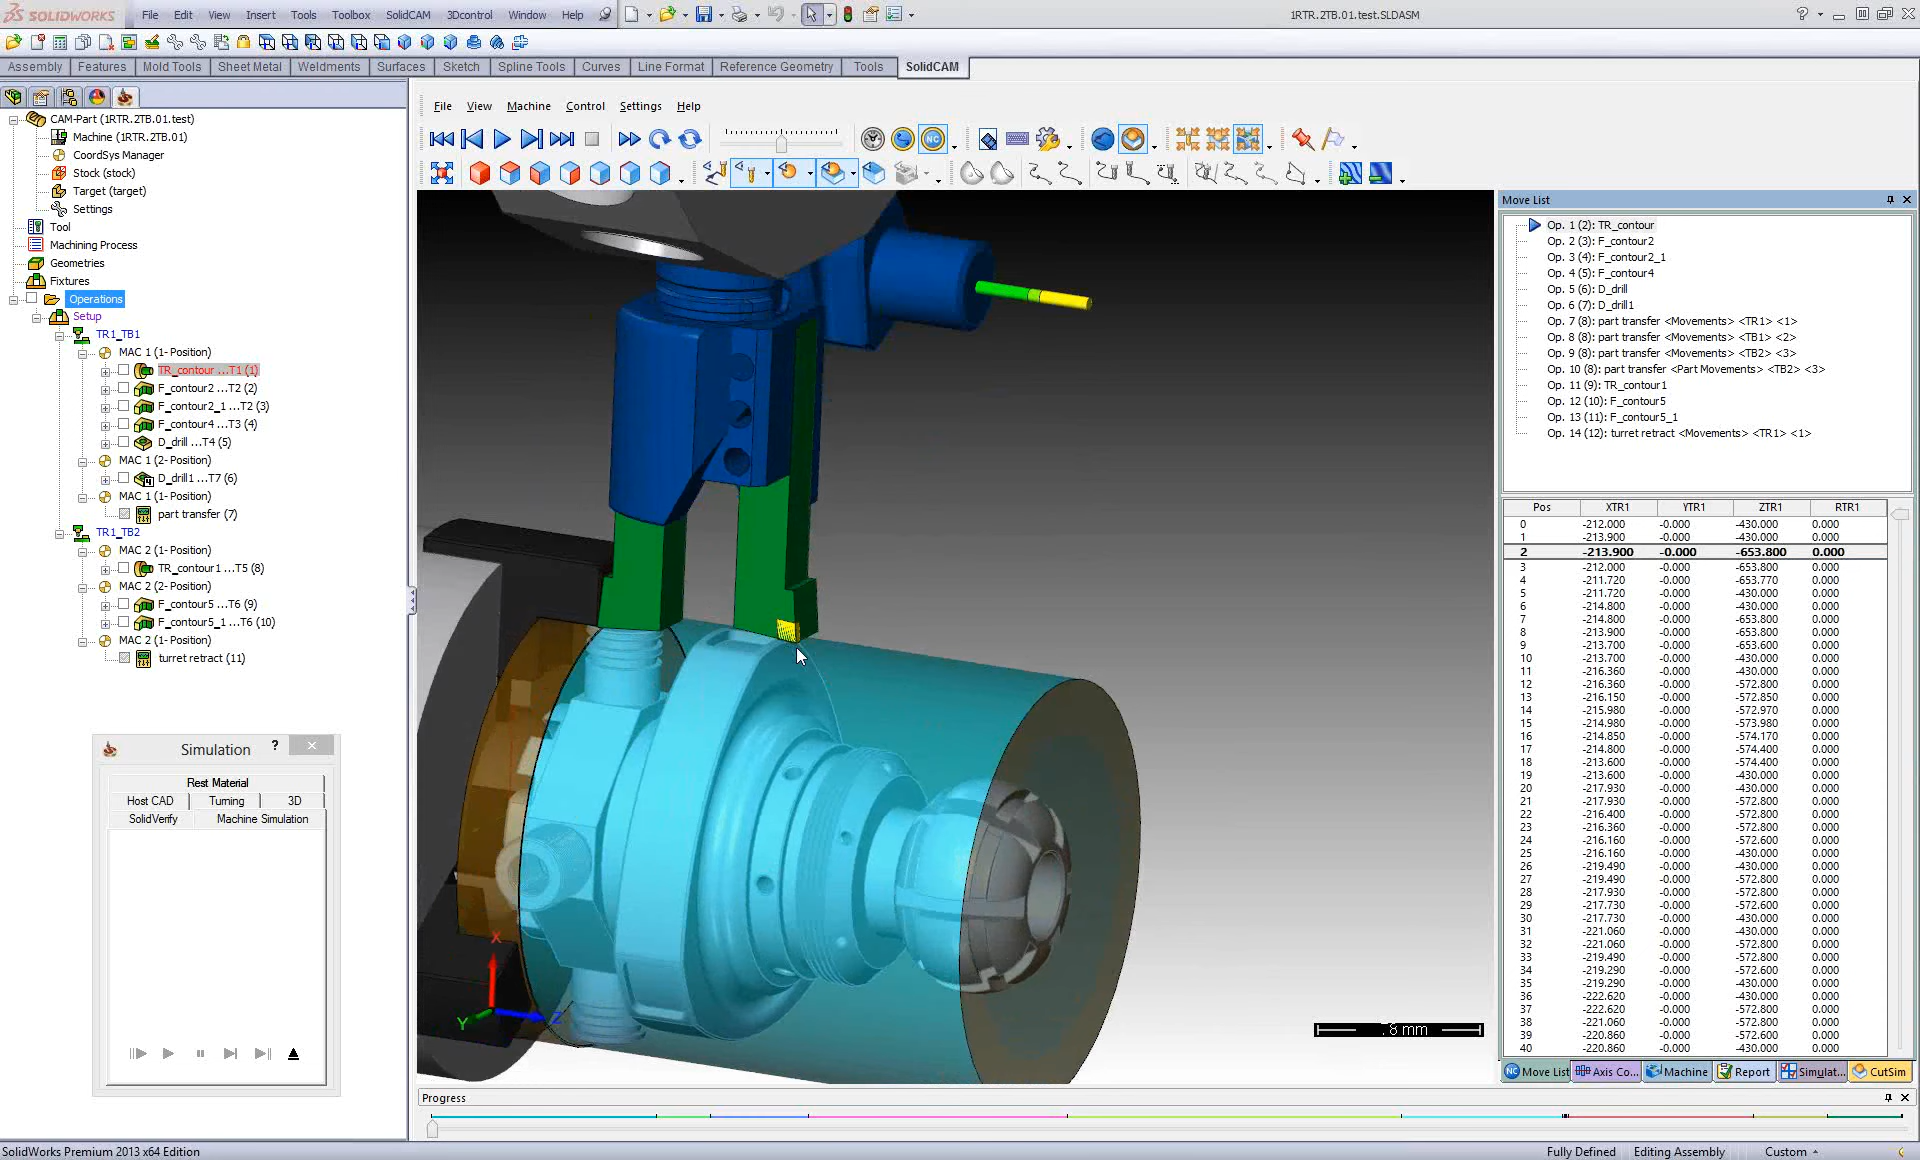 SOLIDWORKS File Edit View Insert Tools Toolbox SolidCAM 3Dcontrol Window Help 1RTR.2TB.01.test.SLDASM
Assembly Features Mold Tools Sheet Metal Weldments Surfaces Sketch Spline Tools Curves Line Format Reference Geometry Tools SolidCAM
File View Machine Control Settings Help
CAM-Part (1RTR.2TB.01.test)
Machine (1RTR.2TB.01)
CoordSys Manager
Stock (stock)
Target (target)
Settings
Tool
Machining Process
Geometries
Fixtures
Operations
Setup
TR1_TB1
MAC 1 (1- Position)
TR_contour ...T1 (1)
F_contour2 ...T2 (2)
F_contour2_1 ...T2 (3)
F_contour4 ...T3 (4)
D_drill ...T4 (5)
MAC 1 (2- Position)
D_drill1 ...T7 (6)
MAC 1 (1- Position)
part transfer (7)
TR1_TB2
MAC 2 (1- Position)
TR_contour1 ...T5 (8)
MAC 2 (2- Position)
F_contour5 ...T6 (9)
F_contour5_1 ...T6 (10)
MAC 2 (1- Position)
turret retract (11)
Simulation ?
Rest Material
Host CAD Turning 3D
SolidVerify Machine Simulation
NC
X
Y
Z
.8 mm
Move List
Op. 1 (2): TR_contour
Op. 2 (3): F_contour2
Op. 3 (4): F_contour2_1
Op. 4 (5): F_contour4
Op. 5 (6): D_drill
Op. 6 (7): D_drill1
Op. 7 (8): part transfer <Movements> <TR1> <1>
Op. 8 (8): part transfer <Movements> <TB1> <2>
Op. 9 (8): part transfer <Movements> <TB2> <3>
Op. 10 (8): part transfer <Part Movements> <TB2> <3>
Op. 11 (9): TR_contour1
Op. 12 (10): F_contour5
Op. 13 (11): F_contour5_1
Op. 14 (12): turret retract <Movements> <TR1> <1>
Pos XTR1 YTR1 ZTR1 RTR1
0 -212.000 -0.000 -430.000 0.000
1 -213.900 -0.000 -430.000 0.000
2 -213.900 -0.000 -653.800 0.000
3 -212.000 -0.000 -653.800 0.000
4 -211.720 -0.000 -653.770 0.000
5 -211.720 -0.000 -430.000 0.000
6 -214.800 -0.000 -430.000 0.000
7 -214.800 -0.000 -653.800 0.000
8 -213.900 -0.000 -653.800 0.000
9 -213.700 -0.000 -653.600 0.000
10 -213.700 -0.000 -430.000 0.000
11 -216.360 -0.000 -430.000 0.000
12 -216.360 -0.000 -572.800 0.000
13 -216.150 -0.000 -572.850 0.000
14 -215.980 -0.000 -572.970 0.000
15 -214.980 -0.000 -573.980 0.000
16 -214.850 -0.000 -574.170 0.000
17 -214.800 -0.000 -574.400 0.000
18 -213.600 -0.000 -574.400 0.000
19 -213.600 -0.000 -430.000 0.000
20 -217.930 -0.000 -430.000 0.000
21 -217.930 -0.000 -572.800 0.000
22 -216.400 -0.000 -572.800 0.000
23 -216.360 -0.000 -572.800 0.000
24 -216.160 -0.000 -572.600 0.000
25 -216.160 -0.000 -430.000 0.000
26 -219.490 -0.000 -430.000 0.000
27 -219.490 -0.000 -572.800 0.000
28 -217.930 -0.000 -572.800 0.000
29 -217.730 -0.000 -572.600 0.000
30 -217.730 -0.000 -430.000 0.000
31 -221.060 -0.000 -430.000 0.000
32 -221.060 -0.000 -572.800 0.000
33 -219.490 -0.000 -572.800 0.000
34 -219.290 -0.000 -572.600 0.000
35 -219.290 -0.000 -430.000 0.000
36 -222.620 -0.000 -430.000 0.000
37 -222.620 -0.000 -572.800 0.000
38 -221.060 -0.000 -572.800 0.000
39 -220.860 -0.000 -572.600 0.000
40 -220.860 -0.000 -430.000 0.000
NC Move List Axis Co... Machine Report Simulat... CutSim
Progress
SolidWorks Premium 2013 x64 Edition Fully Defined Editing Assembly Custom